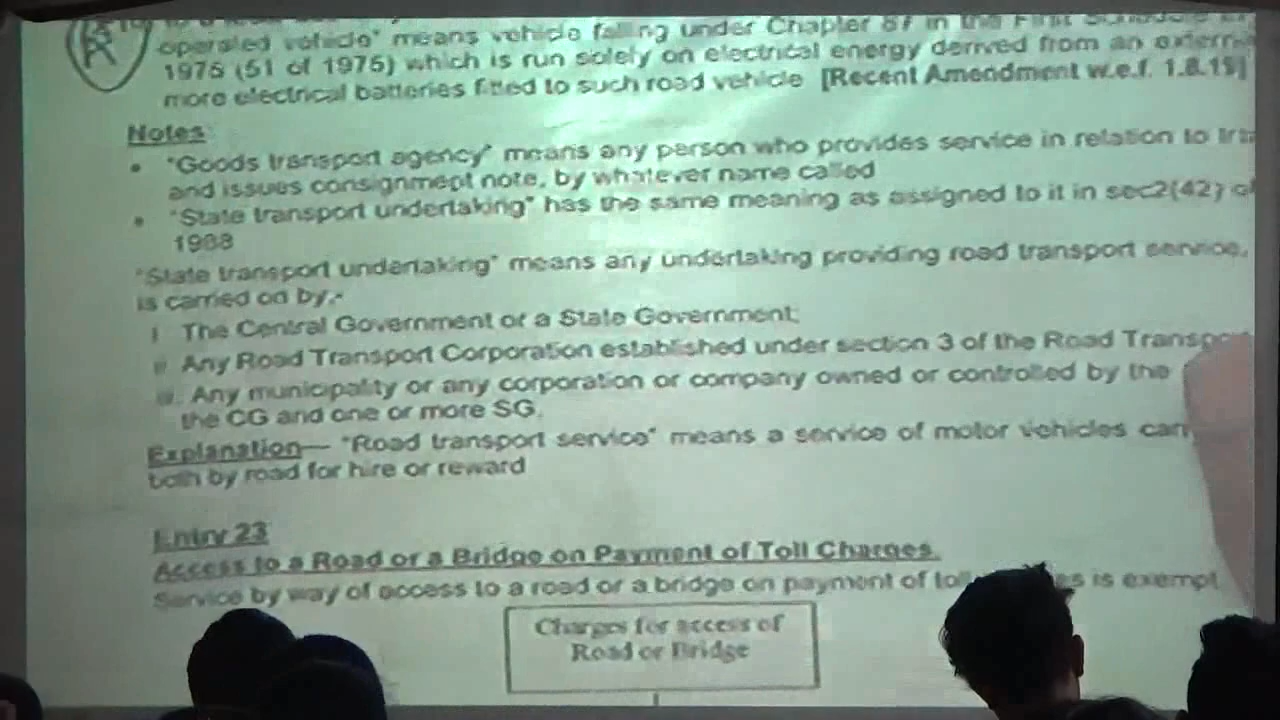 operated vehicle" means vehicle falling under Chapter 87 in the First Schedule
1975 (51 of 1975) which is run solely on electrical energy derived from an
more electrical batteries fitted to such road vehicle [Recent Amendment w.e.f. 1.8.19]
Notes:
• "Goods transport agency" means any person who provides service in relation to
and issues consignment note, by whatever name called
• "State transport undertaking" has the same meaning as assigned to it in sec2(42) of
1988
"State transport undertaking" means any undertaking providing road transport service,
is carried on by:-
i The Central Government or a State Government;
ii Any Road Transport Corporation established under section 3 of the Road
iii. Any municipality or any corporation or company owned or controlled by the
the CG and one or more SG.
Explanation— "Road transport service" means a service of motor vehicles
both by road for hire or reward
Entry 23
Access to a Road or a Bridge on Payment of Toll Charges.
Service by way of access to a road or a bridge on payment of toll is exempt
Charges for access of
Road or Bridge